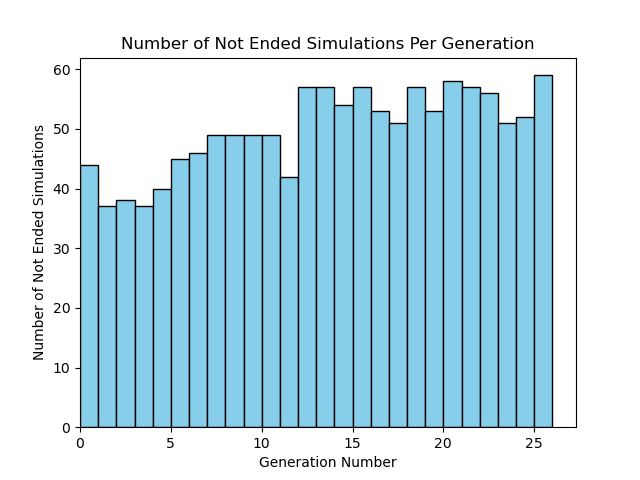 Number of Not Ended Simulations Per Generation
Number of Not Ended Simulations
60
50
40
30
20
10
0
0 5 10 15 20 25
Generation Number